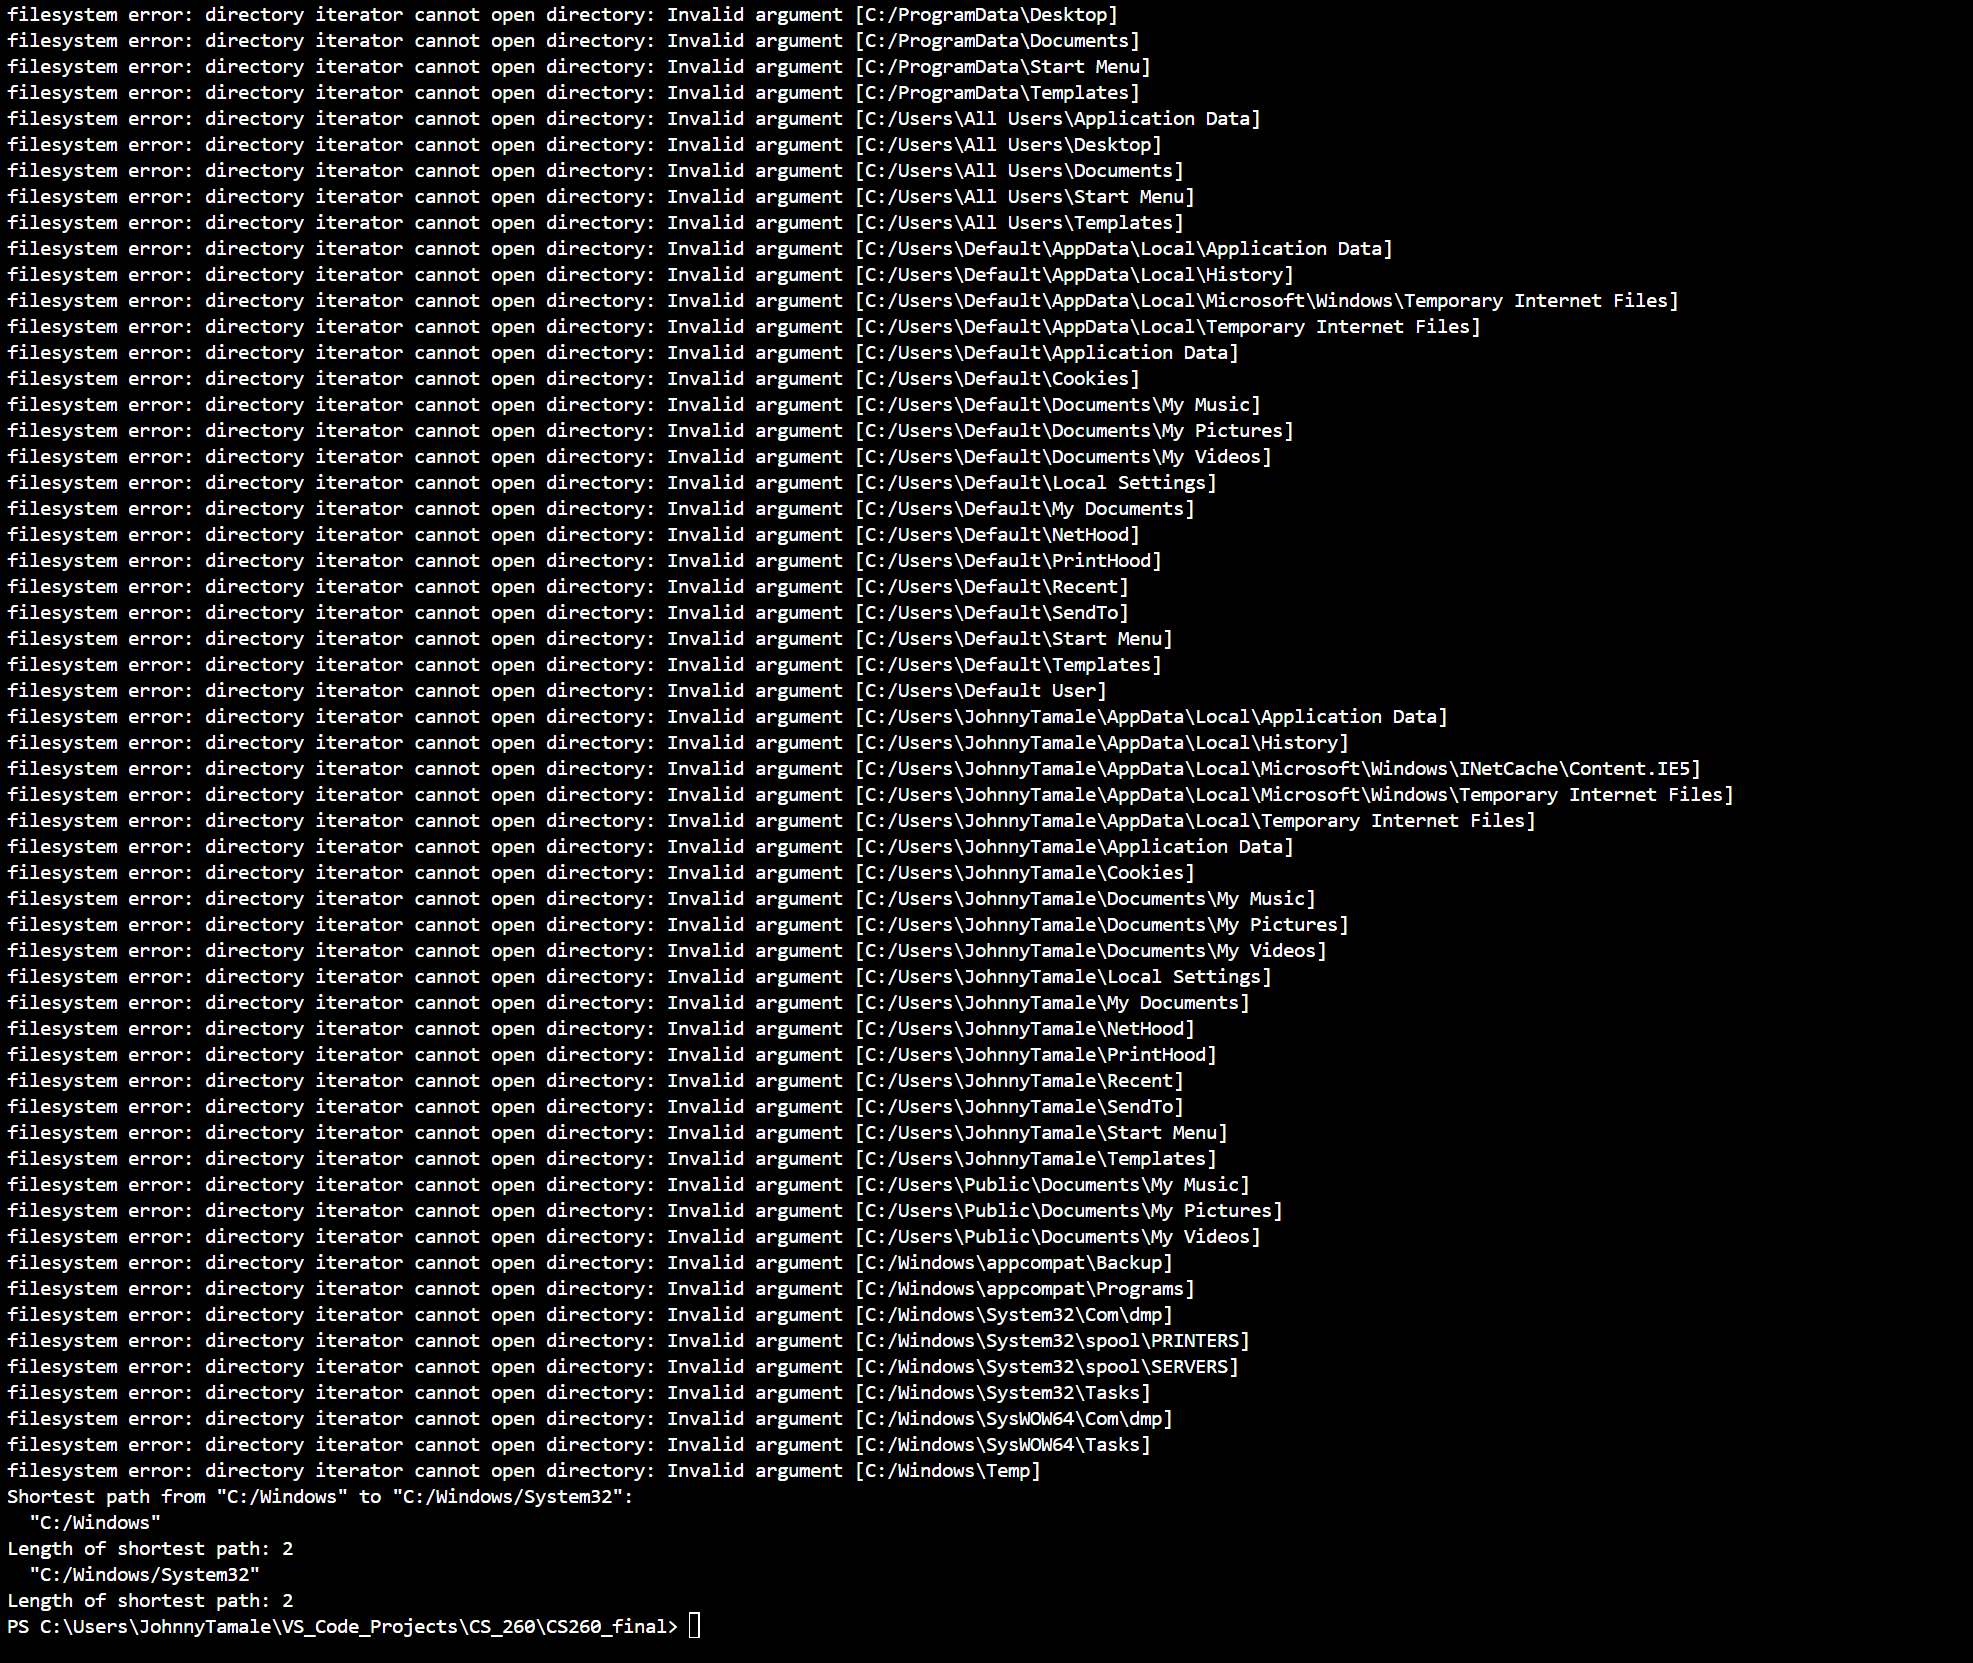 filesystem error: directory iterator cannot open directory: Invalid argument [C:/ProgramData\Desktop]
filesystem error: directory iterator cannot open directory: Invalid argument [C:/ProgramData\Documents]
filesystem error: directory iterator cannot open directory: Invalid argument [C:/ProgramData\Start Menu]
filesystem error: directory iterator cannot open directory: Invalid argument [C:/ProgramData\Templates]
filesystem error: directory iterator cannot open directory: Invalid argument [C:/Users\All Users\Application Data]
filesystem error: directory iterator cannot open directory: Invalid argument [C:/Users\All Users\Desktop]
filesystem error: directory iterator cannot open directory: Invalid argument [C:/Users\All Users\Documents]
filesystem error: directory iterator cannot open directory: Invalid argument [C:/Users\All Users\Start Menu]
filesystem error: directory iterator cannot open directory: Invalid argument [C:/Users\All Users\Templates]
filesystem error: directory iterator cannot open directory: Invalid argument [C:/Users\Default\AppData\Local\Application Data]
filesystem error: directory iterator cannot open directory: Invalid argument [C:/Users\Default\AppData\Local\History]
filesystem error: directory iterator cannot open directory: Invalid argument [C:/Users\Default\AppData\Local\Microsoft\Windows\Temporary Internet Files]
filesystem error: directory iterator cannot open directory: Invalid argument [C:/Users\Default\AppData\Local\Temporary Internet Files]
filesystem error: directory iterator cannot open directory: Invalid argument [C:/Users\Default\Application Data]
filesystem error: directory iterator cannot open directory: Invalid argument [C:/Users\Default\Cookies]
filesystem error: directory iterator cannot open directory: Invalid argument [C:/Users\Default\Documents\My Music]
filesystem error: directory iterator cannot open directory: Invalid argument [C:/Users\Default\Documents\My Pictures]
filesystem error: directory iterator cannot open directory: Invalid argument [C:/Users\Default\Documents\My Videos]
filesystem error: directory iterator cannot open directory: Invalid argument [C:/Users\Default\Local Settings]
filesystem error: directory iterator cannot open directory: Invalid argument [C:/Users\Default\My Documents]
filesystem error: directory iterator cannot open directory: Invalid argument [C:/Users\Default\NetHood]
filesystem error: directory iterator cannot open directory: Invalid argument [C:/Users\Default\PrintHood]
filesystem error: directory iterator cannot open directory: Invalid argument [C:/Users\Default\Recent]
filesystem error: directory iterator cannot open directory: Invalid argument [C:/Users\Default\SendTo]
filesystem error: directory iterator cannot open directory: Invalid argument [C:/Users\Default\Start Menu]
filesystem error: directory iterator cannot open directory: Invalid argument [C:/Users\Default\Templates]
filesystem error: directory iterator cannot open directory: Invalid argument [C:/Users\Default User]
filesystem error: directory iterator cannot open directory: Invalid argument [C:/Users\JohnnyTamale\AppData\Local\Application Data]
filesystem error: directory iterator cannot open directory: Invalid argument [C:/Users\JohnnyTamale\AppData\Local\History]
filesystem error: directory iterator cannot open directory: Invalid argument [C:/Users\JohnnyTamale\AppData\Local\Microsoft\Windows\INetCache\Content.IE5]
filesystem error: directory iterator cannot open directory: Invalid argument [C:/Users\JohnnyTamale\AppData\Local\Microsoft\Windows\Temporary Internet Files]
filesystem error: directory iterator cannot open directory: Invalid argument [C:/Users\JohnnyTamale\AppData\Local\Temporary Internet Files]
filesystem error: directory iterator cannot open directory: Invalid argument [C:/Users\JohnnyTamale\Application Data]
filesystem error: directory iterator cannot open directory: Invalid argument [C:/Users\JohnnyTamale\Cookies]
filesystem error: directory iterator cannot open directory: Invalid argument [C:/Users\JohnnyTamale\Documents\My Music]
filesystem error: directory iterator cannot open directory: Invalid argument [C:/Users\JohnnyTamale\Documents\My Pictures]
filesystem error: directory iterator cannot open directory: Invalid argument [C:/Users\JohnnyTamale\Documents\My Videos]
filesystem error: directory iterator cannot open directory: Invalid argument [C:/Users\JohnnyTamale\Local Settings]
filesystem error: directory iterator cannot open directory: Invalid argument [C:/Users\JohnnyTamale\My Documents]
filesystem error: directory iterator cannot open directory: Invalid argument [C:/Users\JohnnyTamale\NetHood]
filesystem error: directory iterator cannot open directory: Invalid argument [C:/Users\JohnnyTamale\PrintHood]
filesystem error: directory iterator cannot open directory: Invalid argument [C:/Users\JohnnyTamale\Recent]
filesystem error: directory iterator cannot open directory: Invalid argument [C:/Users\JohnnyTamale\SendTo]
filesystem error: directory iterator cannot open directory: Invalid argument [C:/Users\JohnnyTamale\Start Menu]
filesystem error: directory iterator cannot open directory: Invalid argument [C:/Users\JohnnyTamale\Templates]
filesystem error: directory iterator cannot open directory: Invalid argument [C:/Users\Public\Documents\My Music]
filesystem error: directory iterator cannot open directory: Invalid argument [C:/Users\Public\Documents\My Pictures]
filesystem error: directory iterator cannot open directory: Invalid argument [C:/Users\Public\Documents\My Videos]
filesystem error: directory iterator cannot open directory: Invalid argument [C:/Windows\appcompat\Backup]
filesystem error: directory iterator cannot open directory: Invalid argument [C:/Windows\appcompat\Programs]
filesystem error: directory iterator cannot open directory: Invalid argument [C:/Windows\System32\Com\dmp]
filesystem error: directory iterator cannot open directory: Invalid argument [C:/Windows\System32\spool\PRINTERS]
filesystem error: directory iterator cannot open directory: Invalid argument [C:/Windows\System32\spool\SERVERS]
filesystem error: directory iterator cannot open directory: Invalid argument [C:/Windows\System32\Tasks]
filesystem error: directory iterator cannot open directory: Invalid argument [C:/Windows\SysWOW64\Com\dmp]
filesystem error: directory iterator cannot open directory: Invalid argument [C:/Windows\SysWOW64\Tasks]
filesystem error: directory iterator cannot open directory: Invalid argument [C:/Windows\Temp]
Shortest path from "C:/Windows" to "C:/Windows/System32":
  "C:/Windows"
Length of shortest path: 2
  "C:/Windows/System32"
Length of shortest path: 2
PS C:\Users\JohnnyTamale\VS_Code_Projects\CS_260\CS260_final>